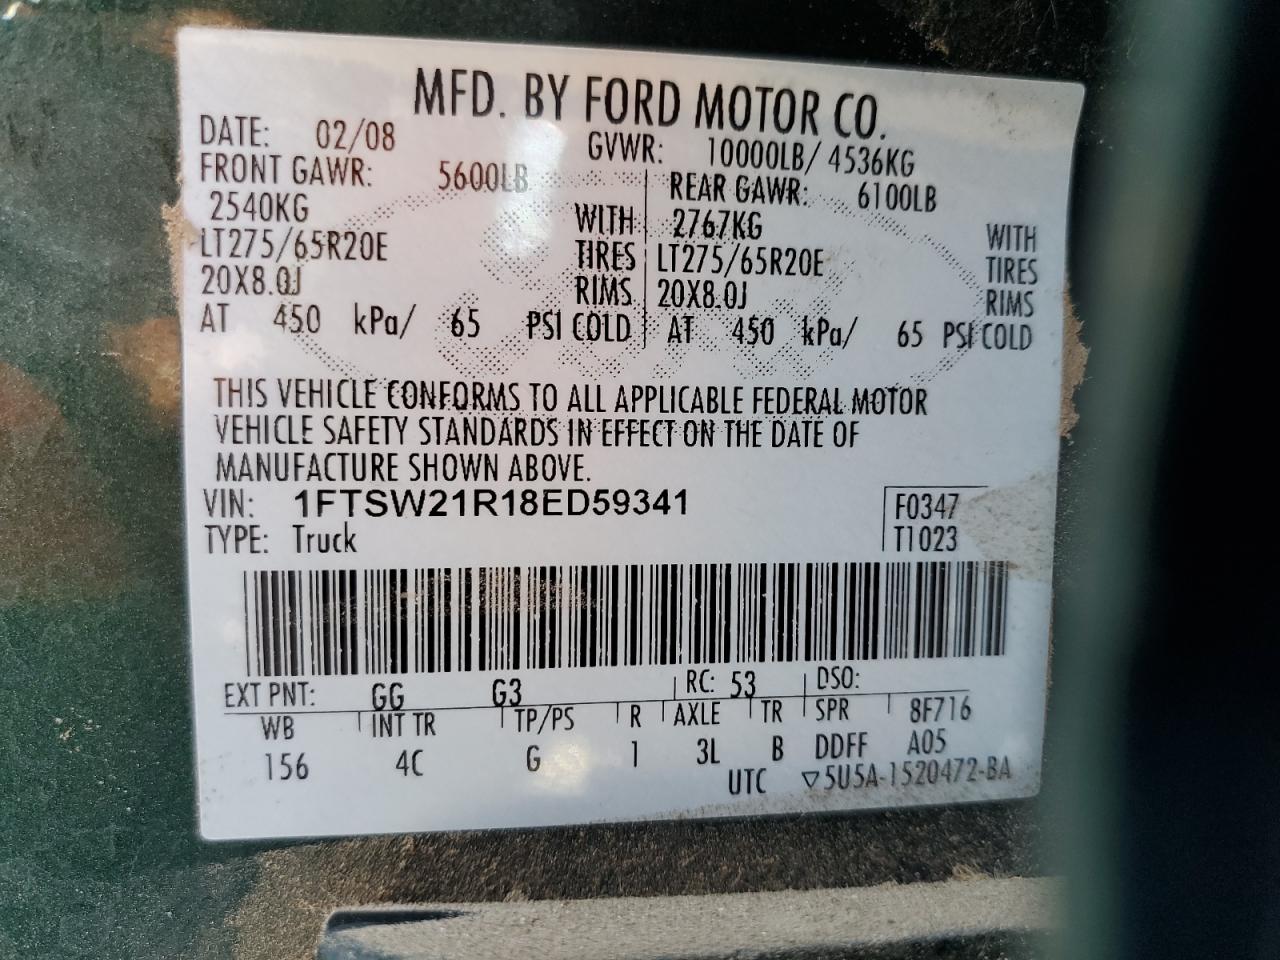 MFD. BY FORD MOTOR CO.
DATE: 02/08 GVWR: 10000LB/ 4536KG
FRONT GAWR: 5600LB REAR GAWR: 6100LB
2540KG WITH 2767KG WITH
LT275/65R20E TIRES LT275/65R20E TIRES
20X8.0J RIMS 20X8.0J RIMS
AT 450 kPa/ 65 PSI COLD AT 450 kPa/ 65 PSI COLD
THIS VEHICLE CONFORMS TO ALL APPLICABLE FEDERAL MOTOR
VEHICLE SAFETY STANDARDS IN EFFECT ON THE DATE OF
MANUFACTURE SHOWN ABOVE.
VIN: 1FTSW21R18ED59341 F0347
TYPE: Truck T1023
EXT PNT: GG G3 RC: 53 DSO:
WB INT TR TP/PS R AXLE TR SPR 8F716
156 4C G 1 3L B DDFF A05
UTC ▽5U5A-1520472-BA